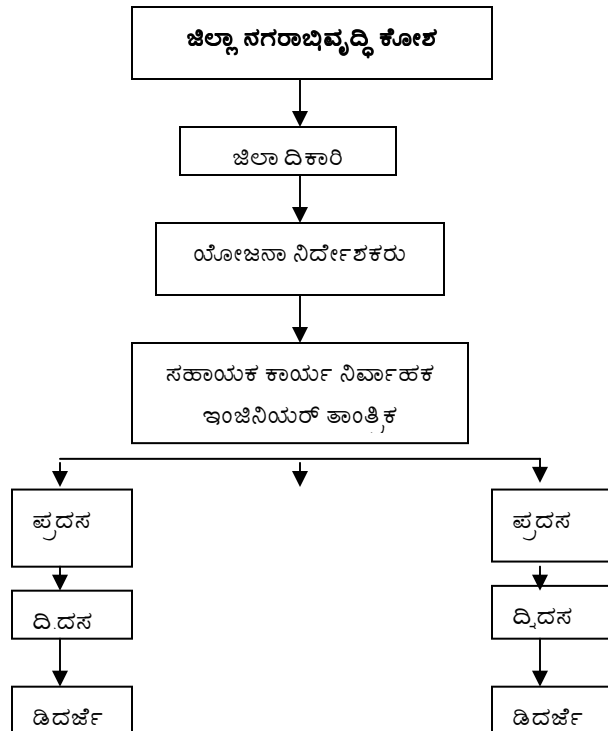 ಜಿಲ್ಲಾ ನಗರಾಭಿವೃದ್ಧಿ ಕೋಶ
ಜಿಲಾ ದಿಕಾರಿ
ಯೋಜನಾ ನಿರ್ದೇಶಕರು
ಸಹಾಯಕ ಕಾರ್ಯ ನಿರ್ವಾಹಕ
ಇಂಜಿನಿಯರ್ ತಾಂತ್ರಿಕ
ಪ್ರದಸ
ಪ್ರದಸ
ದಿ.ದಸ
ದ್ವಿದಸ
ಡಿದರ್ಜೆ
ಡಿದರ್ಜೆ